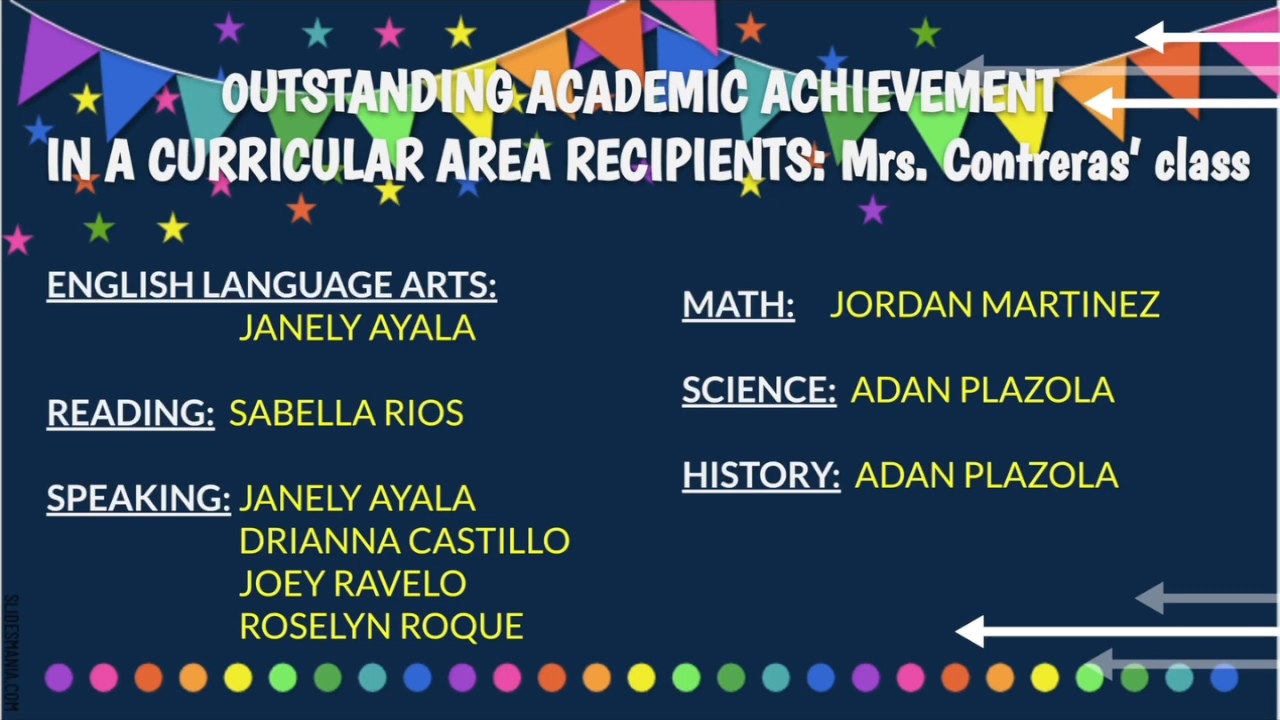 OUTSTANDING ACADEMIC ACHIEVEMENT
IN A CURRICULAR AREA RECIPIENTS: Mrs. Contreras' class
ENGLISH LANGUAGE ARTS:
JANELY AYALA
READING: SABELLA RIOS
SPEAKING: JANELY AYALA
DRIANNA CASTILLO
JOEY RAVELO
ROSELYN ROQUE
MATH: JORDAN MARTINEZ
SCIENCE: ADAN PLAZOLA
HISTORY: ADAN PLAZOLA
SLIDESMANIA.COM